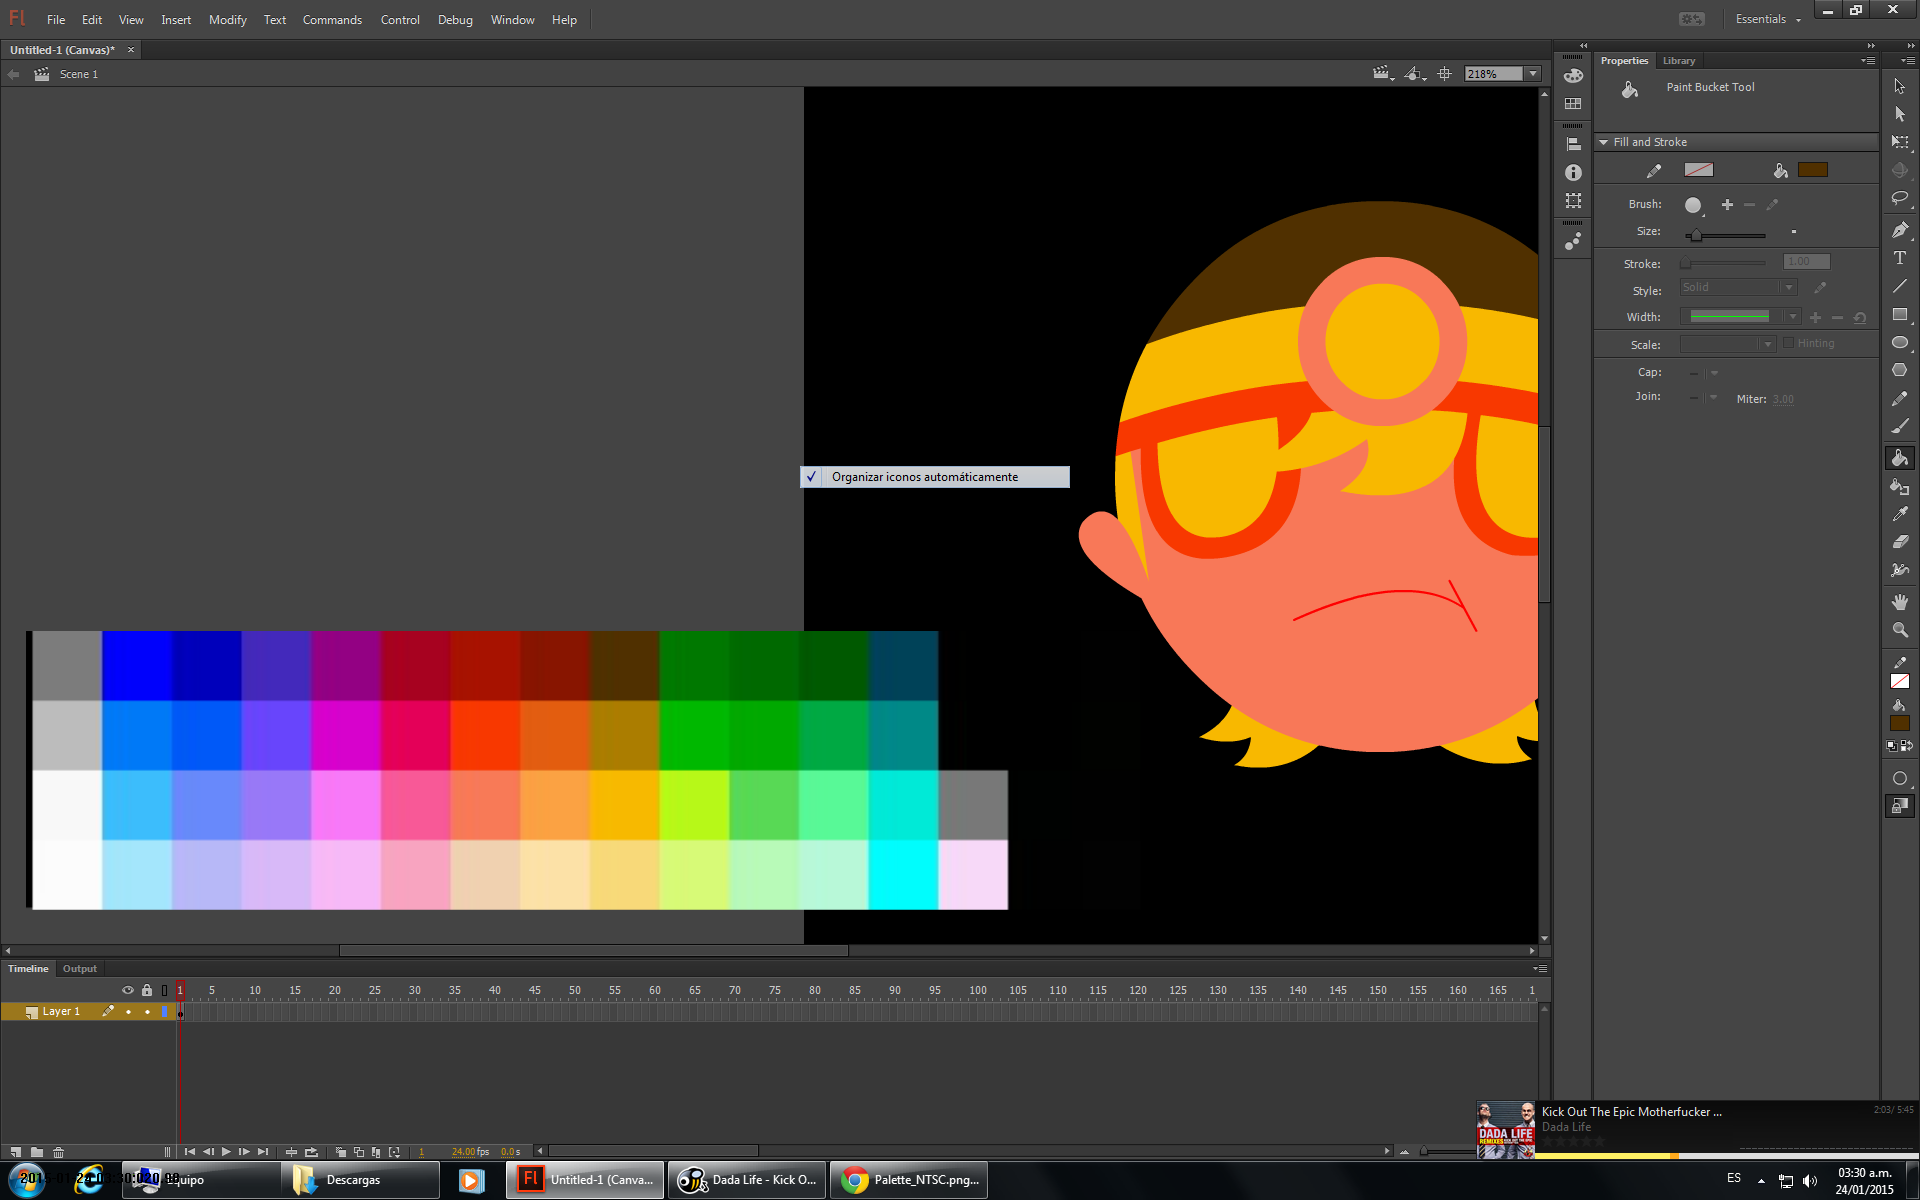 Fl File Edit View Insert Modify Text Commands Control Debug Window Help Essentials
Untitled-1 (Canvas)* ×
Scene 1 218%
Properties Library
Paint Bucket Tool
Fill and Stroke
Brush:
Size:
Stroke: 1.00
Style: Solid
Width:
Scale: Hinting
Cap:
Join: Miter: 3.00
✓ Organizar iconos automáticamente
Timeline Output
1 5 10 15 20 25 30 35 40 45 50 55 60 65 70 75 80 85 90 95 100 105 110 115 120 125 130 135 140 145 150 155 160 165 1
Layer 1
1 24.00 fps 0.0 s
Kick Out The Epic Motherfucker ... 2:03/ 5:45
Dada Life
DADA LIFE
REMIXES
Equipo Descargas Fl Untitled-1 (Canva... Dada Life - Kick O... Palette_NTSC.png...
ES 03:30 a.m.
24/01/2015